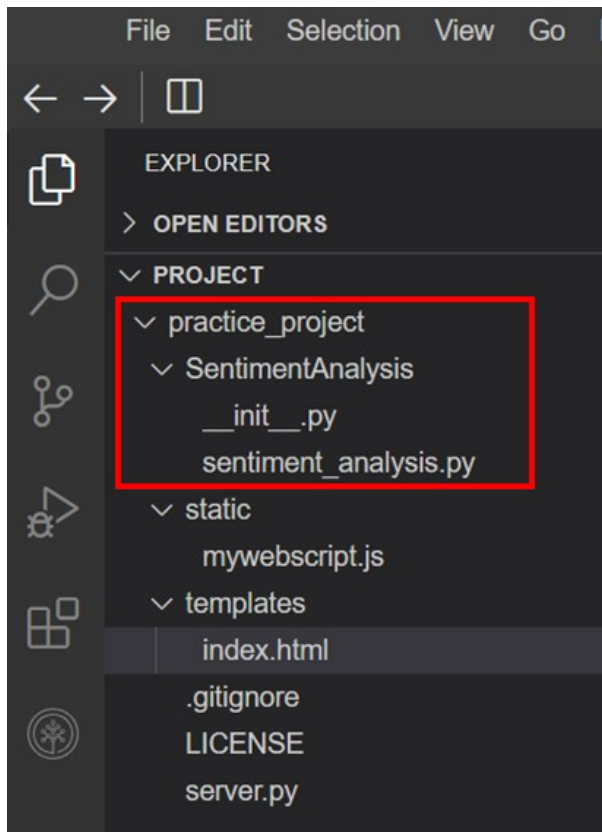 File Edit Selection View Go
EXPLORER
OPEN EDITORS
PROJECT
practice_project
SentimentAnalysis
__init__.py
sentiment_analysis.py
static
mywebscript.js
templates
index.html
.gitignore
LICENSE
server.py